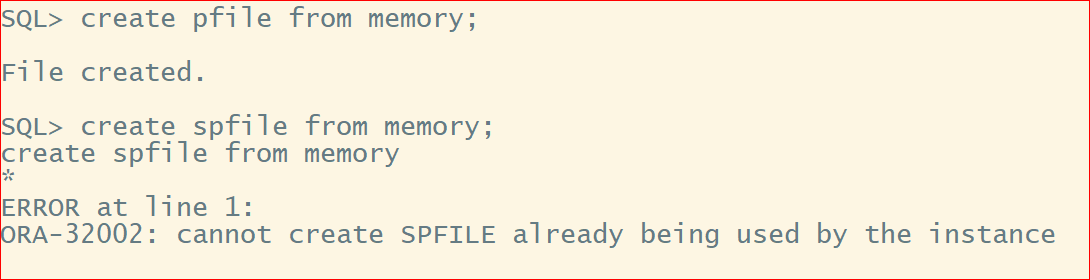 SQL> create pfile from memory;
File created.
SQL> create spfile from memory;
create spfile from memory
*
ERROR at line 1:
ORA-32002: cannot create SPFILE already being used by the instance